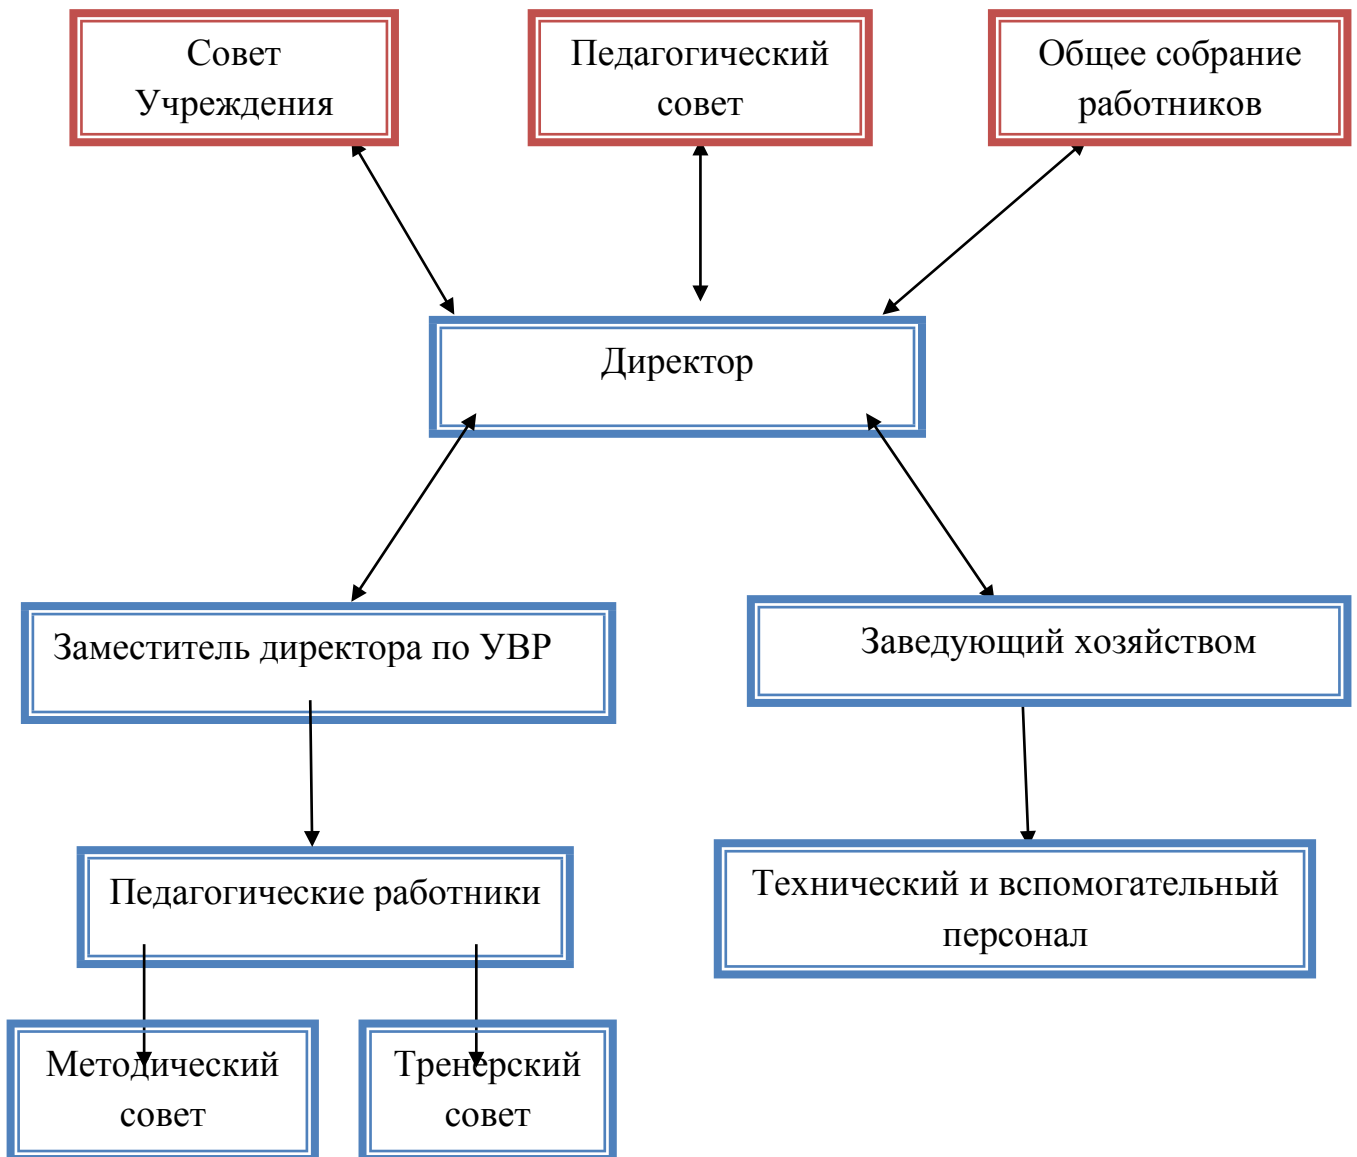 Совет
Учреждения
Педагогический
совет
Общее собрание
работников
Директор
Заместитель директора по УВР
Заведующий хозяйством
Педагогические работники
Технический и вспомогательный
персонал
Методический
совет
Тренерский
совет